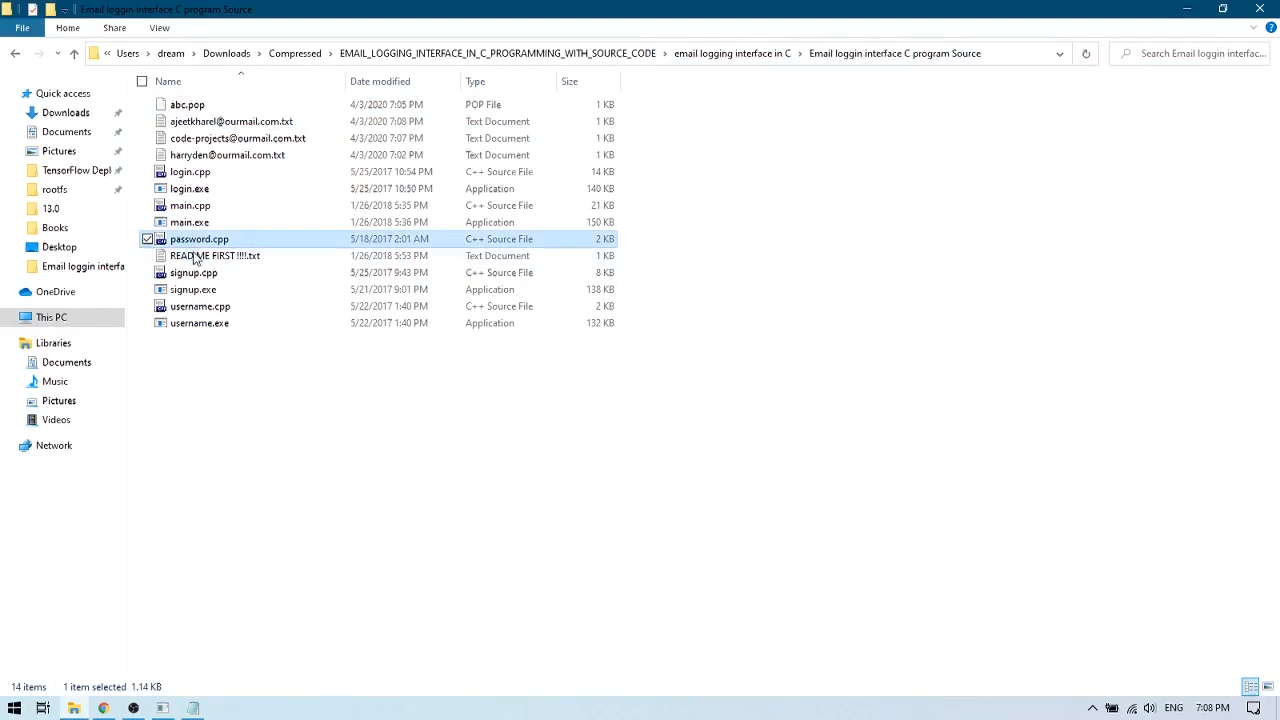 Email loggin interface C program Source
File Home Share View
« Users > dream > Downloads > Compressed > EMAIL_LOGGING_INTERFACE_IN_C_PROGRAMMING_WITH_SOURCE_CODE > email logging interface in C > Email loggin interface C program Source
Search Email loggin interfac...
Name Date modified Type Size
Quick access
Downloads
Documents
Pictures
TensorFlow Depl
rootfs
13.0
Books
Desktop
Email loggin interfa
OneDrive
This PC
Libraries
Documents
Music
Pictures
Videos
Network
abc.pop 4/3/2020 7:05 PM POP File 1 KB
ajeetkharel@ourmail.com.txt 4/3/2020 7:08 PM Text Document 1 KB
code-projects@ourmail.com.txt 4/3/2020 7:07 PM Text Document 1 KB
harryden@ourmail.com.txt 4/3/2020 7:02 PM Text Document 1 KB
login.cpp 5/25/2017 10:54 PM C++ Source File 14 KB
login.exe 5/25/2017 10:50 PM Application 140 KB
main.cpp 1/26/2018 5:35 PM C++ Source File 21 KB
main.exe 1/26/2018 5:36 PM Application 150 KB
password.cpp 5/18/2017 2:01 AM C++ Source File 2 KB
READ ME FIRST !!!!.txt 1/26/2018 5:53 PM Text Document 1 KB
signup.cpp 5/25/2017 9:43 PM C++ Source File 8 KB
signup.exe 5/21/2017 9:01 PM Application 138 KB
username.cpp 5/22/2017 1:40 PM C++ Source File 2 KB
username.exe 5/22/2017 1:40 PM Application 132 KB
14 items 1 item selected 1.14 KB
ENG 7:08 PM